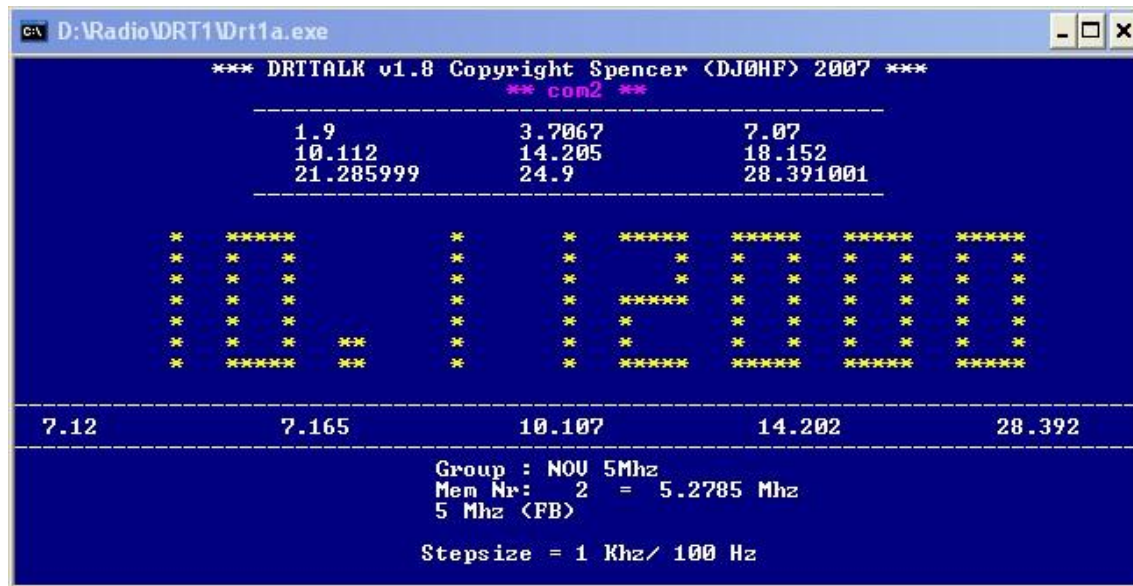 D:\Radio\DRT1\Drt1a.exe
*** DRTTALK v1.8 Copyright Spencer (DJ0HF) 2007 ***
** com2 **
1.9 3.7067 7.07
10.112 14.205 18.152
21.285999 24.9 28.391001
10.112000
7.12 7.165 10.107 14.202 28.392
Group : NOV 5Mhz
Mem Nr: 2 = 5.2785 Mhz
5 Mhz (FB)
Stepsize = 1 Khz/ 100 Hz